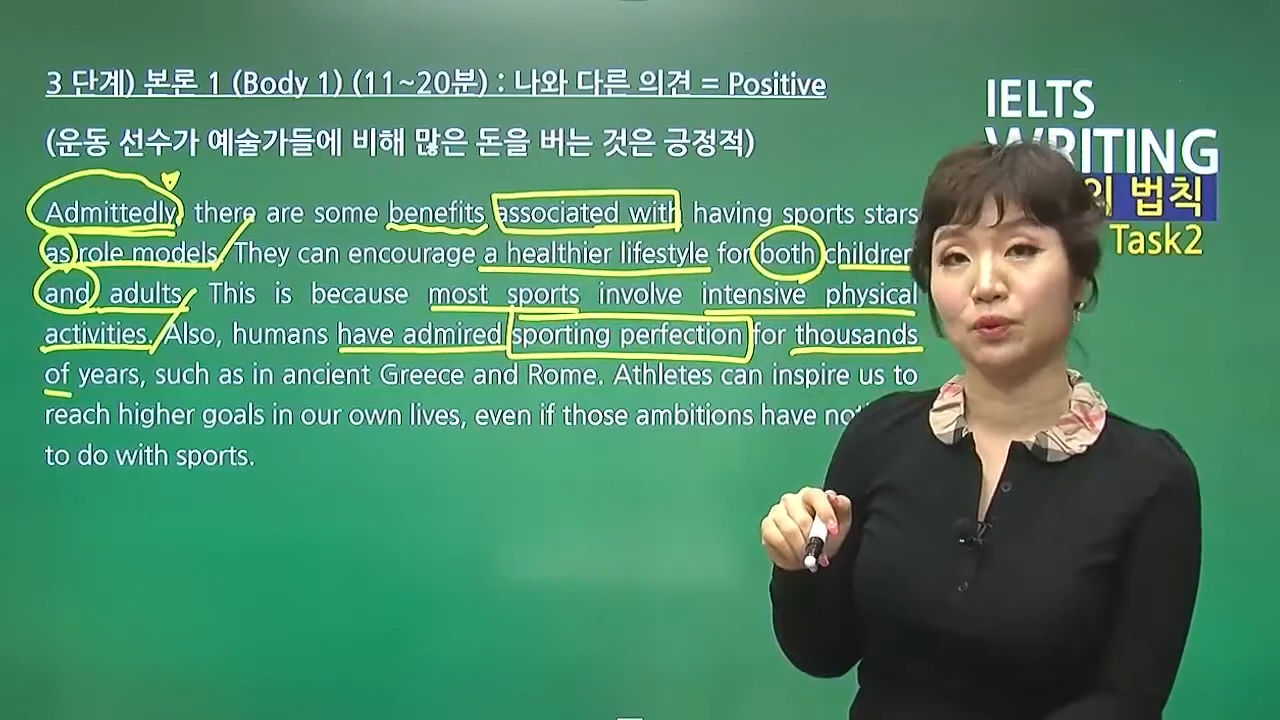 3 단계) 본론 1 (Body 1) (11~20분) : 나와 다른 의견 = Positive
(운동 선수가 예술가들에 비해 많은 돈을 버는 것은 긍정적)
Admittedly, there are some benefits associated with having sports stars
as role models. They can encourage a healthier lifestyle for both children
and adults. This is because most sports involve intensive physical
activities. Also, humans have admired sporting perfection for thousands
of years, such as in ancient Greece and Rome. Athletes can inspire us to
reach higher goals in our own lives, even if those ambitions have
to do with sports.
IELTS
WRITING
의 법칙
Task2